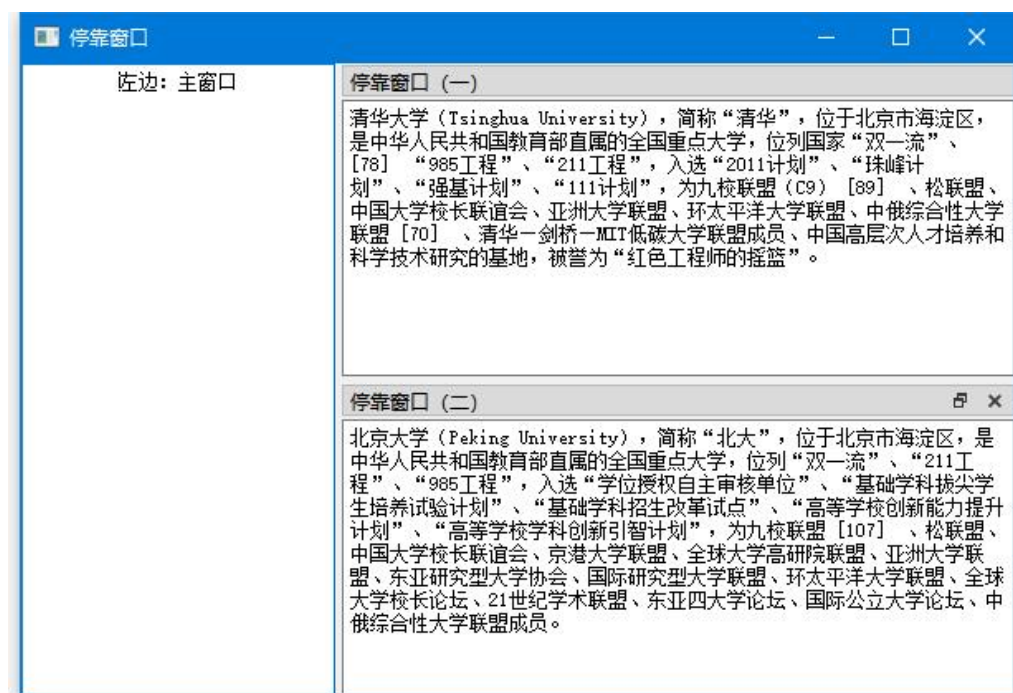 停靠窗口
左边：主窗口
停靠窗口 (一)
清华大学（Tsinghua University），简称“清华”，位于北京市海淀区，
是中华人民共和国教育部直属的全国重点大学，位列国家“双一流”、
[78] “985工程”、“211工程”，入选“2011计划”、“珠峰计
划”、“强基计划”、“111计划”，为九校联盟（C9） [89] 、松联盟、
中国大学校长联谊会、亚洲大学联盟、环太平洋大学联盟、中俄综合性大学
联盟 [70] 、清华—剑桥—MIT低碳大学联盟成员、中国高层次人才培养和
科学技术研究的基地，被誉为“红色工程师的摇篮”。
停靠窗口 (二)
北京大学（Peking University），简称“北大”，位于北京市海淀区，是
中华人民共和国教育部直属的全国重点大学，位列“双一流”、“211工
程”、“985工程”，入选“学位授权自主审核单位”、“基础学科拔尖学
生培养试验计划”、“基础学科招生改革试点”、“高等学校创新能力提升
计划”、“高等学校学科创新引智计划”，为九校联盟 [107] 、松联盟、
中国大学校长联谊会、京港大学联盟、全球大学高研院联盟、亚洲大学联
盟、东亚研究型大学协会、国际研究型大学联盟、环太平洋大学联盟、全球
大学校长论坛、21世纪学术联盟、东亚四大学论坛、国际公立大学论坛、中
俄综合性大学联盟成员。